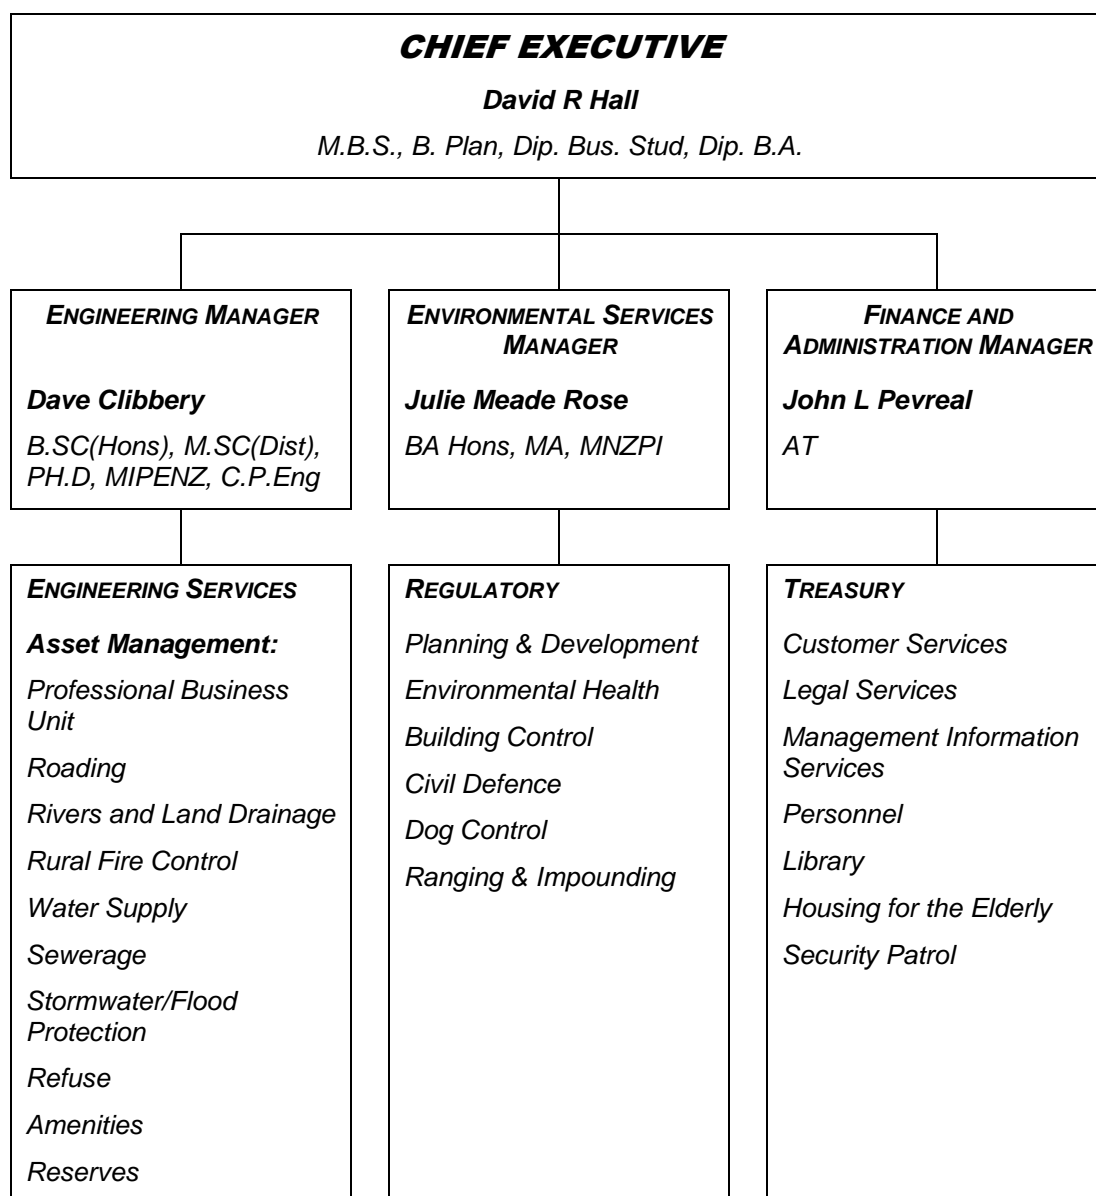 CHIEF EXECUTIVE
David R Hall
M.B.S., B. Plan, Dip. Bus. Stud, Dip. B.A.
ENGINEERING MANAGER
Dave Clibbery
B.SC(Hons), M.SC(Dist),
PH.D, MIPENZ, C.P.Eng
ENVIRONMENTAL SERVICES
MANAGER
Julie Meade Rose
BA Hons, MA, MNZPI
FINANCE AND
ADMINISTRATION MANAGER
John L Pevreal
AT
ENGINEERING SERVICES
Asset Management:
Professional Business
Unit
Roading
Rivers and Land Drainage
Rural Fire Control
Water Supply
Sewerage
Stormwater/Flood
Protection
Refuse
Amenities
Reserves
REGULATORY
Planning & Development
Environmental Health
Building Control
Civil Defence
Dog Control
Ranging & Impounding
TREASURY
Customer Services
Legal Services
Management Information
Services
Personnel
Library
Housing for the Elderly
Security Patrol